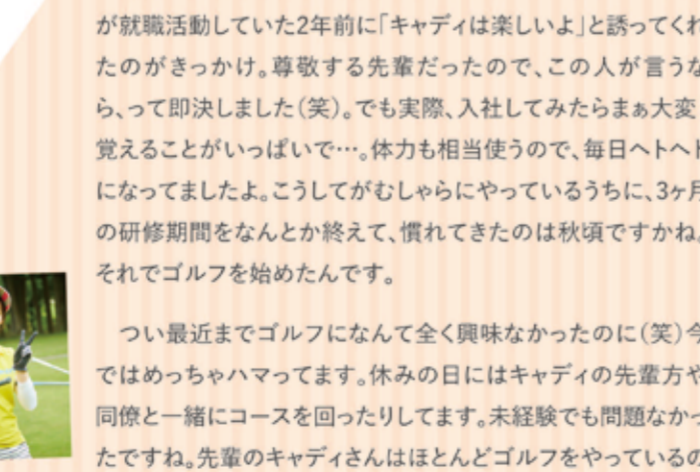 が就職活動していた2年前に「キャディは楽しいよ」と誘ってくれ
たのがきっかけ。尊敬する先輩だったので、この人が言うな
ら、って即決しました（笑）。でも実際、入社してみたらまぁ大変
覚えることがいっぱいで…。体力も相当使うので、毎日ヘトヘト
になってましたよ。こうしてがむしゃらにやっているうちに、3ヶ月
の研修期間をなんとか終えて、慣れてきたのは秋頃ですかね。
それでゴルフを始めたんです。
つい最近までゴルフになんて全く興味なかったのに（笑）今
ではめっちゃハマってます。休みの日にはキャディの先輩方や
同僚と一緒にコースを回ったりしてます。未経験でも問題なかっ
たですね。先輩のキャディさんはほとんどゴルフをやっているの